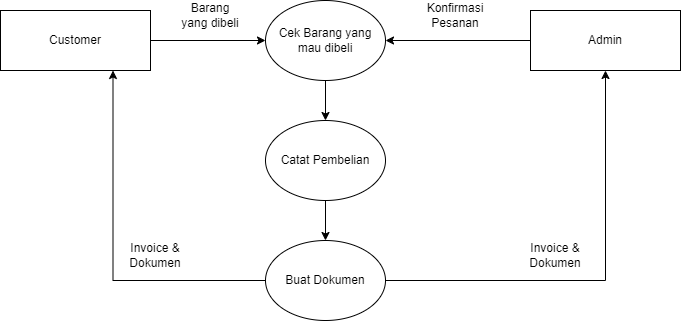 Barang
yang dibeli
Konfirmasi
Pesanan
Customer
Cek Barang yang
mau dibeli
Admin
Catat Pembelian
Invoice &
Dokumen
Buat Dokumen
Invoice &
Dokumen